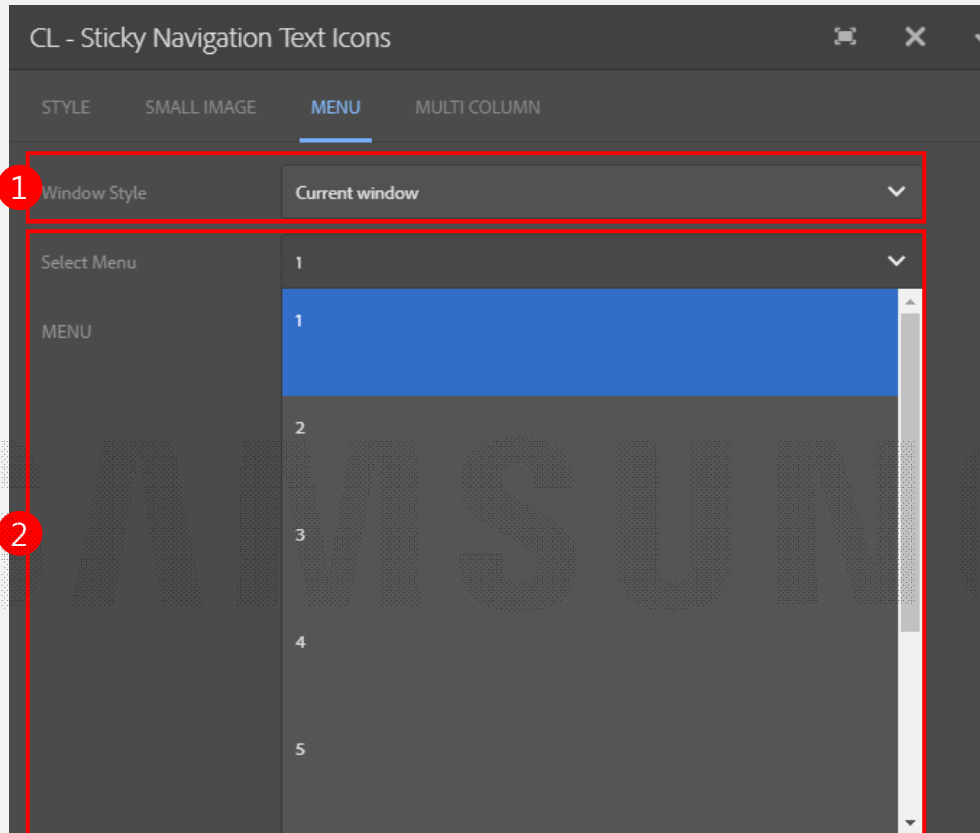 CL - Sticky Navigation Text Icons
STYLE SMALL IMAGE MENU MULTI COLUMN
1 Window Style Current window
Select Menu 1
MENU 1
2
2
3
4
5
SAMSUNG